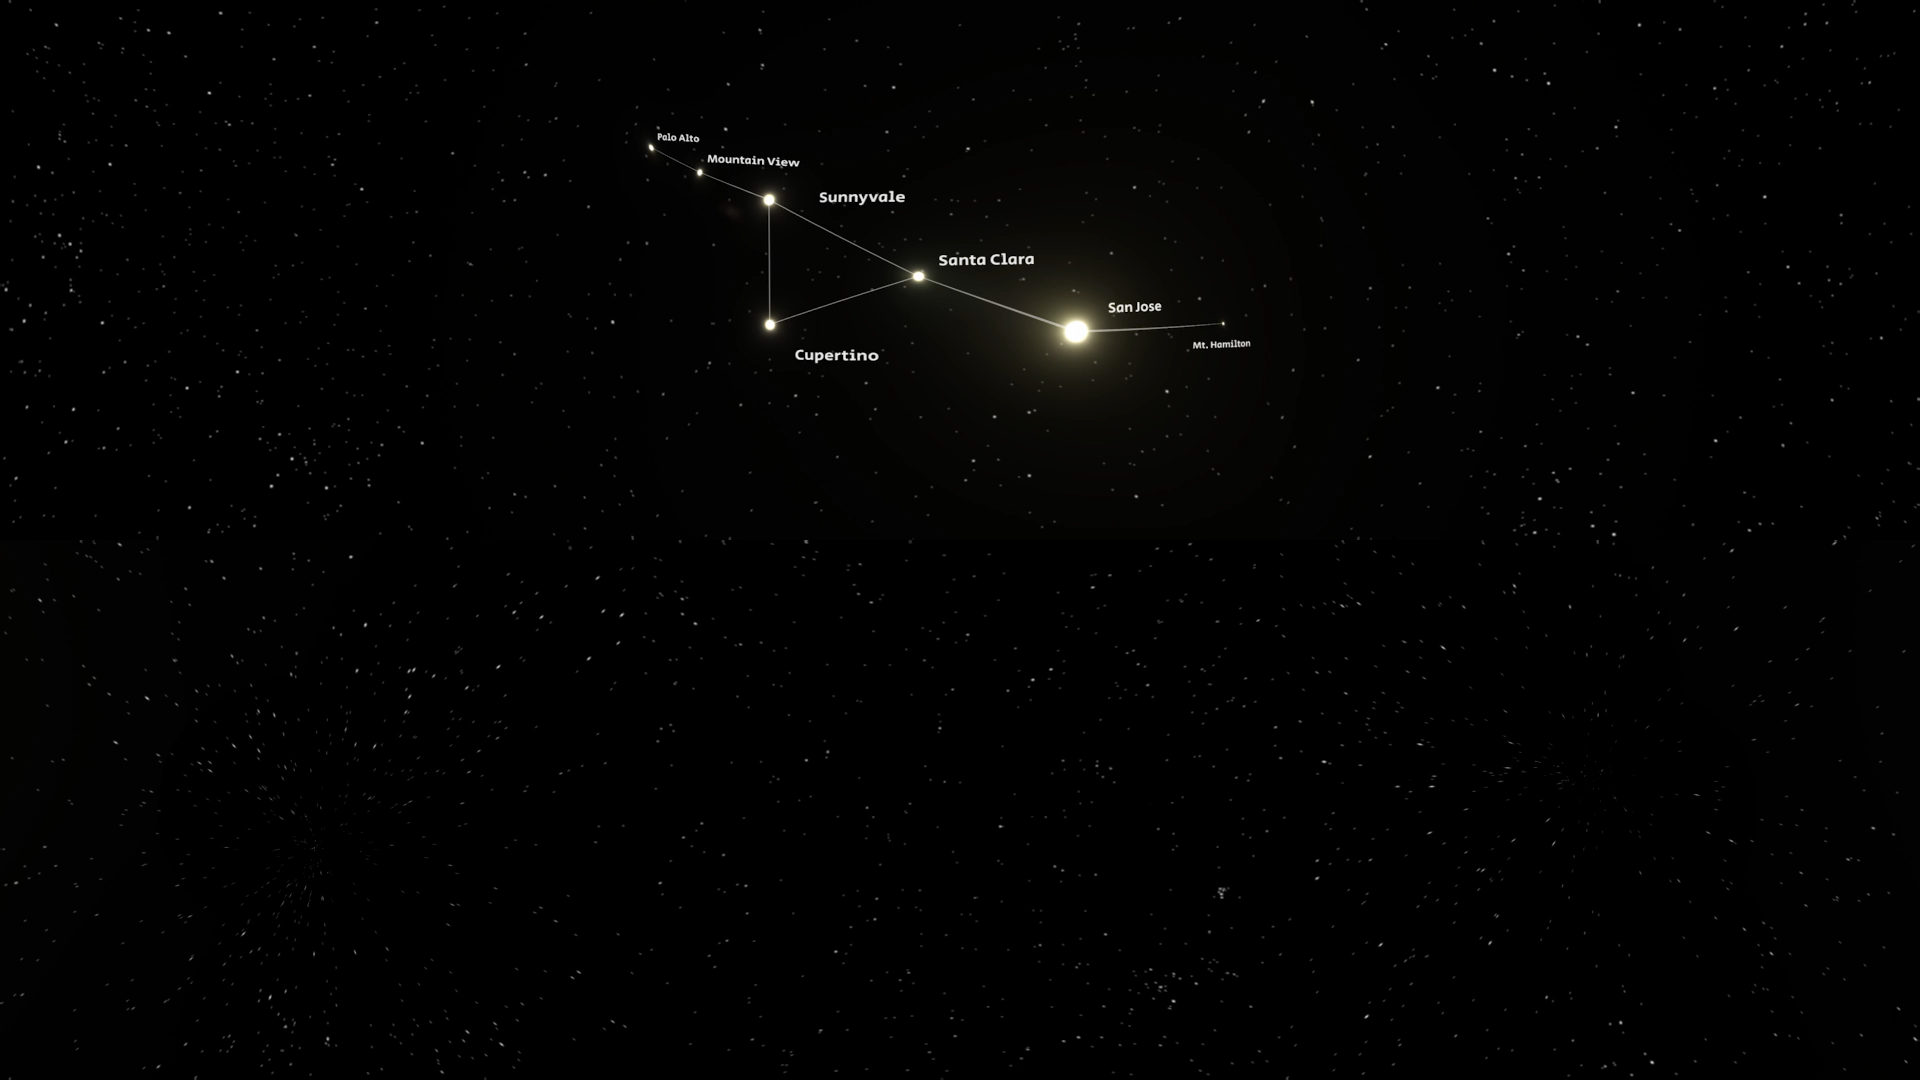 Palo Alto
Mountain View
Sunnyvale
Santa Clara
San Jose
Mt. Hamilton
Cupertino